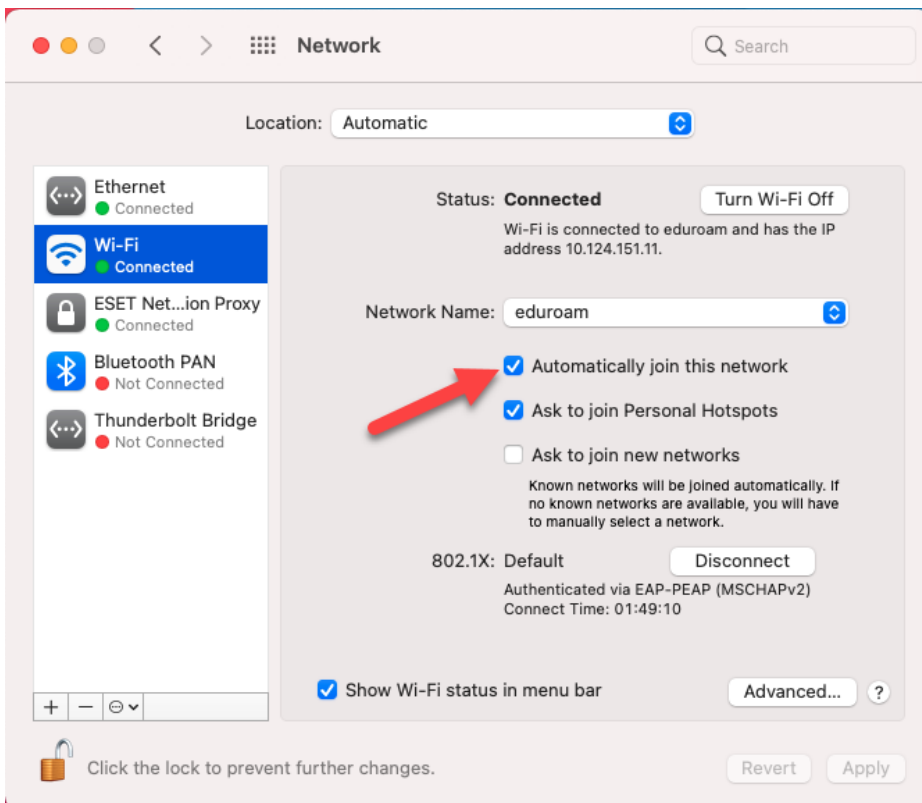 Network
Search
Location: Automatic
Ethernet
Connected
Wi-Fi
Connected
ESET Net...ion Proxy
Connected
Bluetooth PAN
Not Connected
Thunderbolt Bridge
Not Connected
Status: Connected
Turn Wi-Fi Off
Wi-Fi is connected to eduroam and has the IP
address 10.124.151.11.
Network Name: eduroam
Automatically join this network
Ask to join Personal Hotspots
Ask to join new networks
Known networks will be joined automatically. If
no known networks are available, you will have
to manually select a network.
802.1X: Default
Disconnect
Authenticated via EAP-PEAP (MSCHAPv2)
Connect Time: 01:49:10
Show Wi-Fi status in menu bar
Advanced...
?
Click the lock to prevent further changes.
Revert
Apply